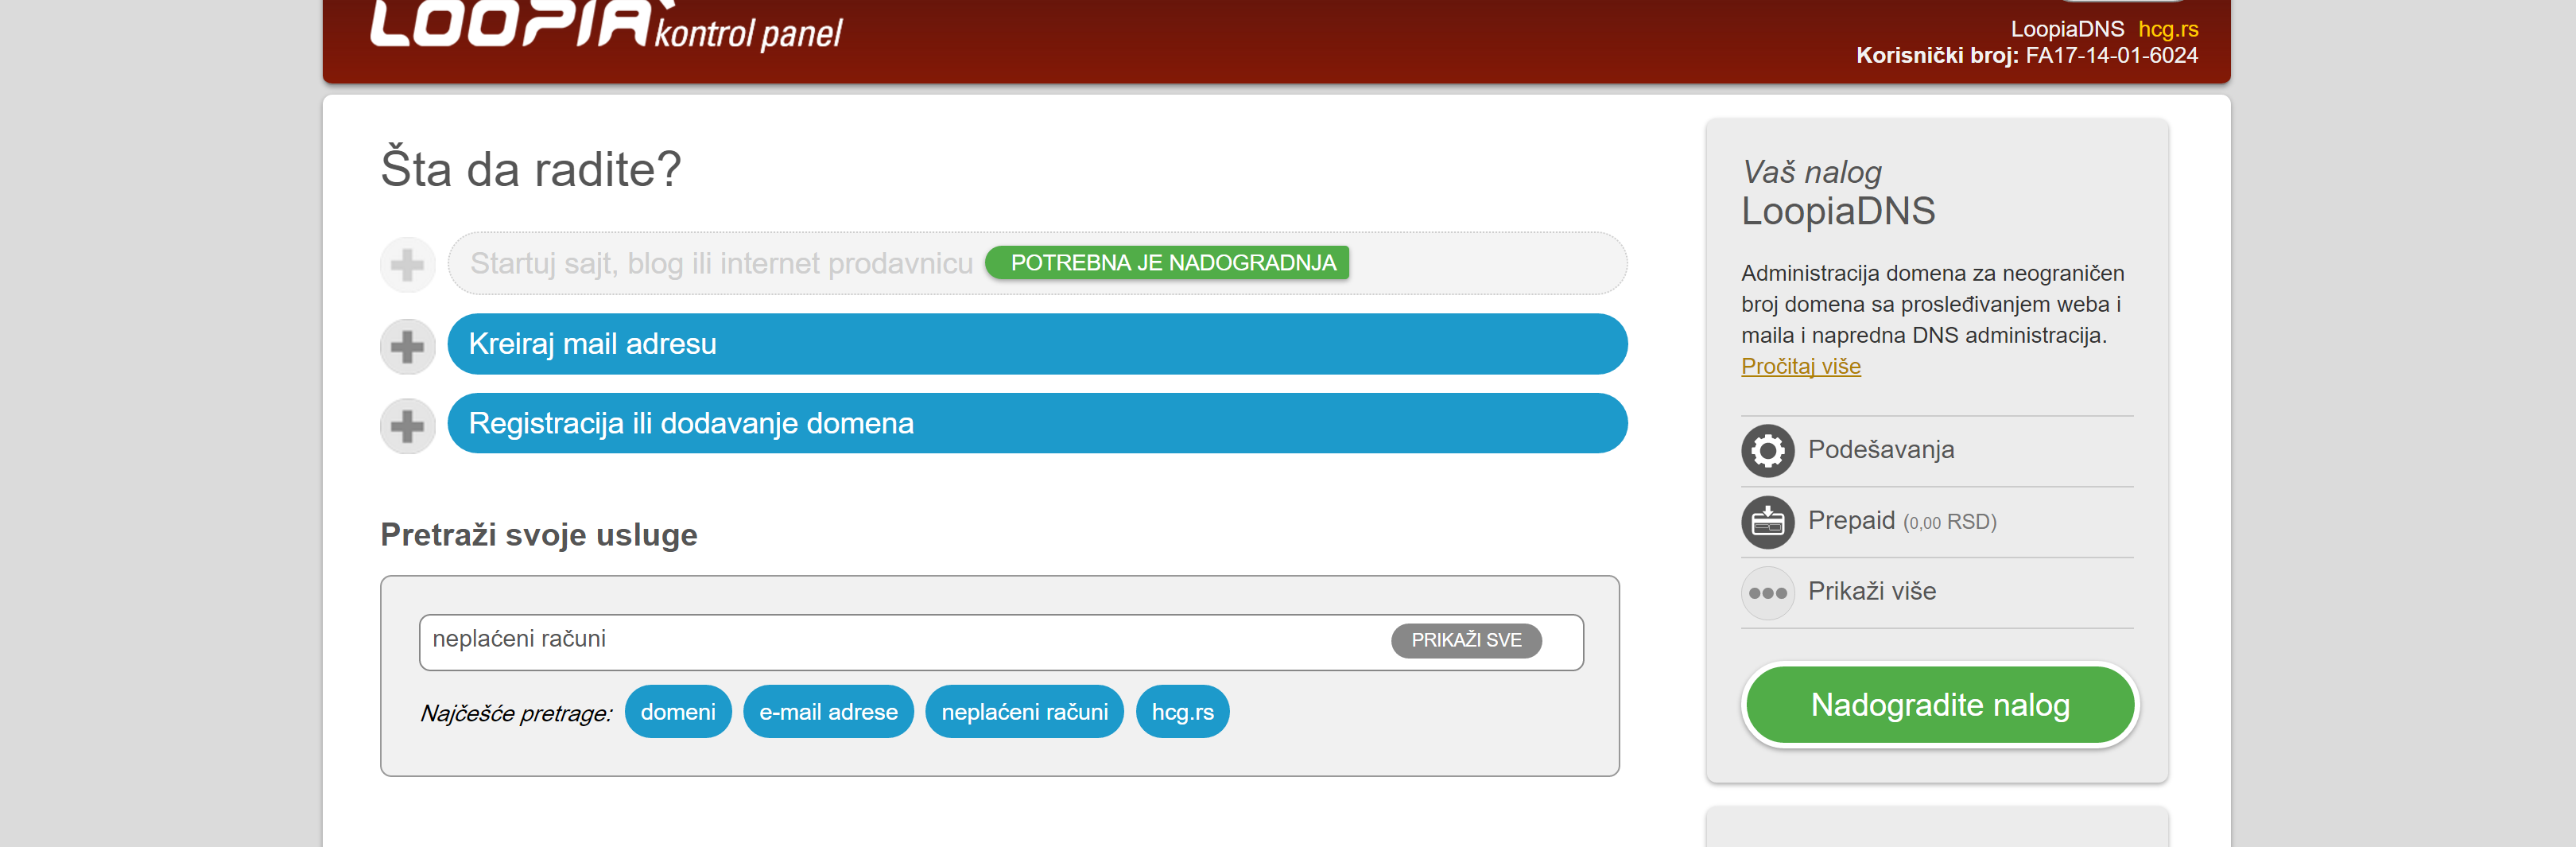 LOOPIA kontrol panel
LoopiaDNS hcg.rs
Korisnički broj: FA17-14-01-6024
Šta da radite?
Startuj sajt, blog ili internet prodavnicu POTREBNA JE NADOGRADNJA
Kreiraj mail adresu
Registracija ili dodavanje domena
Pretraži svoje usluge
neplaćeni računi PRIKAŽI SVE
Najčešće pretrage: domeni e-mail adrese neplaćeni računi hcg.rs
Vaš nalog
LoopiaDNS
Administracija domena za neograničen
broj domena sa prosleđivanjem weba i
maila i napredna DNS administracija.
Pročitaj više
Podešavanja
Prepaid (0,00 RSD)
Prikaži više
Nadogradite nalog